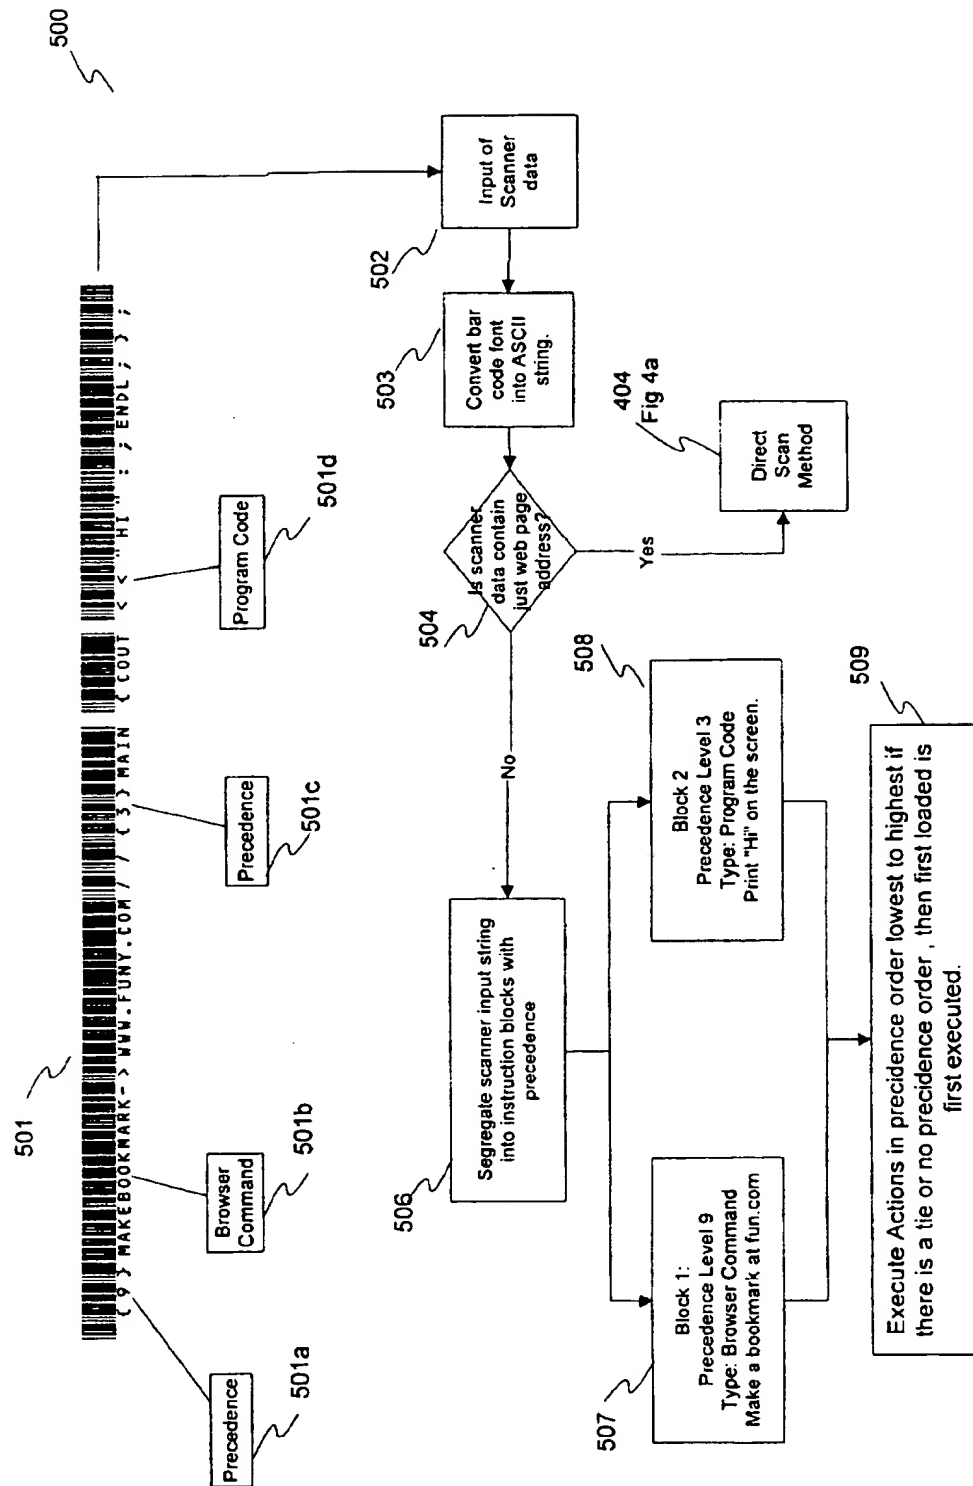 500
501
{9} MAKEBOOKMARK-> WWW.FUNY.COM / / {3} MAIN {COUT < < "HI" : ; ENDL ; } ;
Precedence
501a
Browser
Command
501b
Precedence
501c
Program Code
501d
502
Input of
Scanner
data
503
Convert bar
code font
into ASCII
string.
504
Is scanner
data contain
just web page
address?
Yes
404
Fig 4a
Direct
Scan
Method
No
506
Segregate scanner input string
into instruction blocks with
precedence
507
Block 1:
Precedence Level 9
Type: Browser Command
Make a bookmark at fun.com
508
Block 2
Precedence Level 3
Type: Program Code
Print "Hi" on the screen.
509
Execute Actions in precidence order lowest to highest if
there is a tie or no precidence order , then first loaded is
first executed.